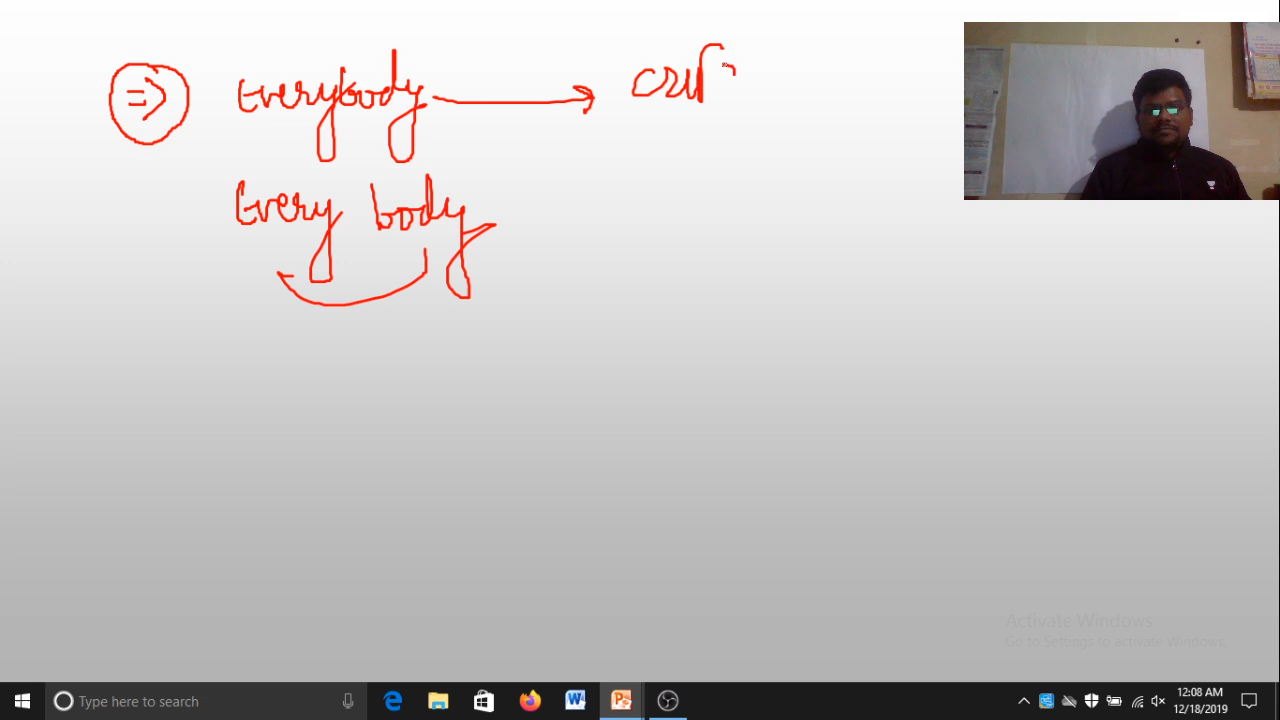 ⇒ Everybody →
Every body
Activate Windows
Go to Settings to activate Windows.
Type here to search
12:08 AM
12/18/2019